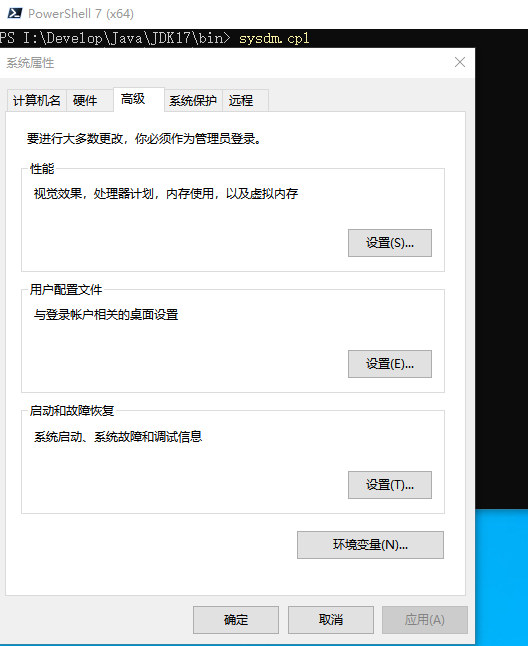 PowerShell 7 (x64)
PS I:\Develop\Java\JDK17\bin> sysdm.cpl
系统属性
计算机名 硬件 高级 系统保护 远程
要进行大多数更改，你必须作为管理员登录。
性能
视觉效果，处理器计划，内存使用，以及虚拟内存
设置(S)...
用户配置文件
与登录帐户相关的桌面设置
设置(E)...
启动和故障恢复
系统启动、系统故障和调试信息
设置(T)...
环境变量(N)...
确定 取消 应用(A)